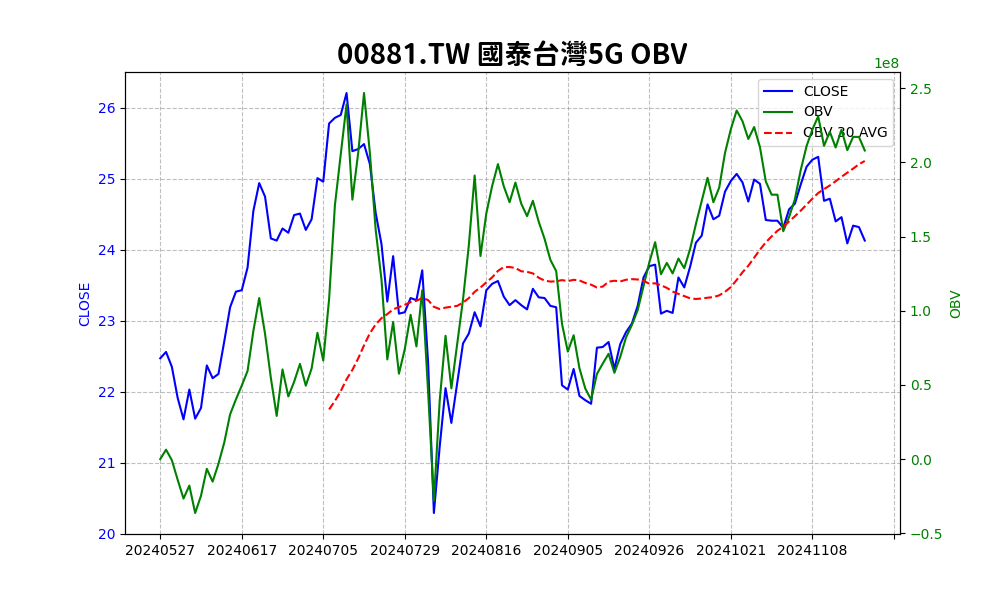 00881.TW 國泰台灣5G OBV
1e8
CLOSE
OBV
OBV_30 AVG
26
25
24
23
22
21
20
CLOSE
2.5
2.0
1.5
1.0
0.5
0.0
−0.5
OBV
20240527 20240617 20240705 20240729 20240816 20240905 20240926 20241021 20241108